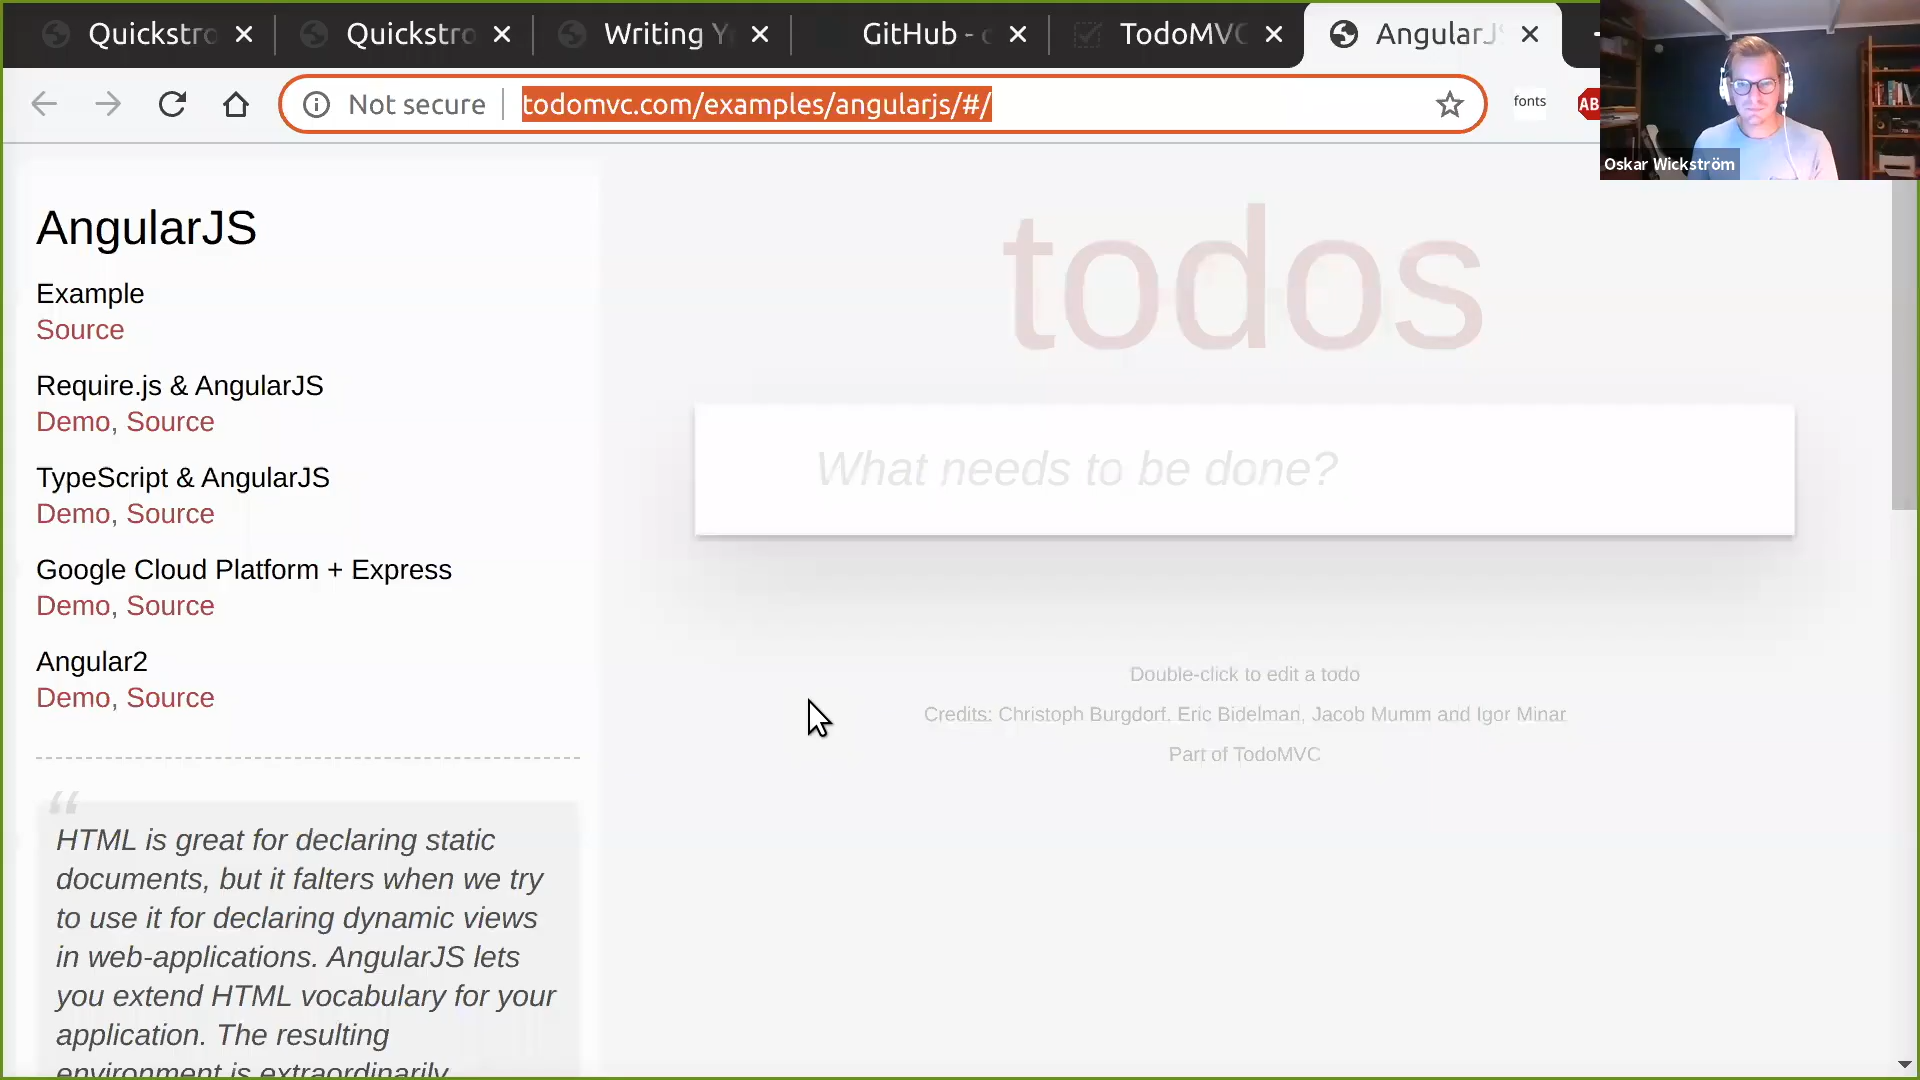 Quickstro
Quickstro
Writing Y
GitHub - c
TodoMVC
AngularJS
Not secure
todomvc.com/examples/angularjs/#/
fonts
AB
Oskar Wickström
AngularJS
Example
Source
Require.js & AngularJS
Demo, Source
TypeScript & AngularJS
Demo, Source
Google Cloud Platform + Express
Demo, Source
Angular2
Demo, Source
“
HTML is great for declaring static
documents, but it falters when we try
to use it for declaring dynamic views
in web-applications. AngularJS lets
you extend HTML vocabulary for your
application. The resulting
environment is extraordinarily
todos
What needs to be done?
Double-click to edit a todo
Credits: Christoph Burgdorf, Eric Bidelman, Jacob Mumm and Igor Minar
Part of TodoMVC